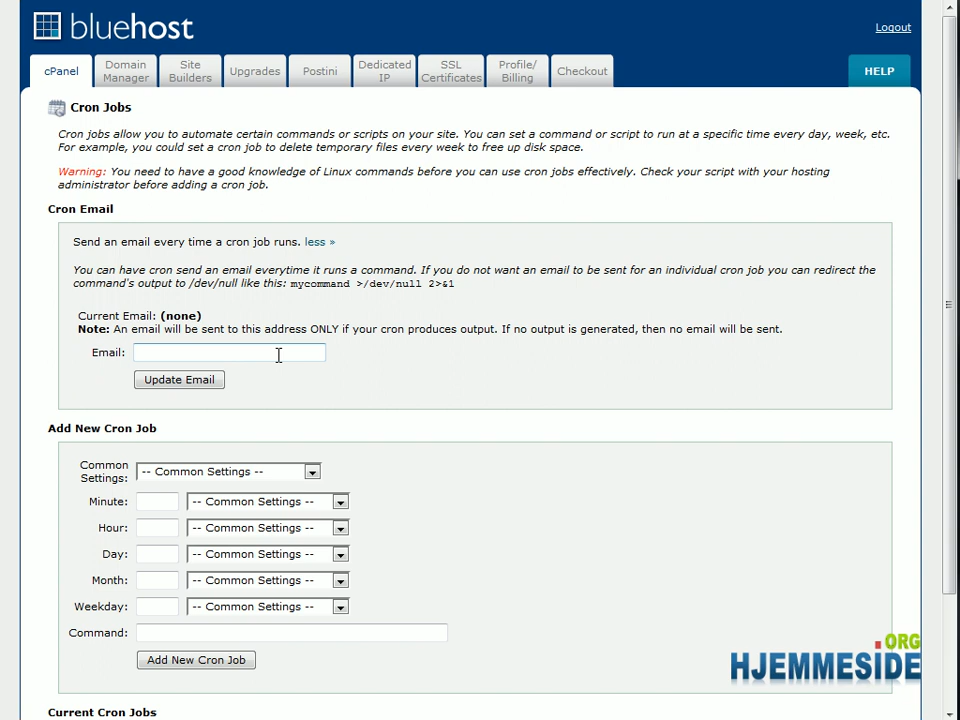 bluehost
Logout
cPanel
Domain Manager
Site Builders
Upgrades
Postini
Dedicated IP
SSL Certificates
Profile/ Billing
Checkout
HELP
Cron Jobs
Cron jobs allow you to automate certain commands or scripts on your site. You can set a command or script to run at a specific time every day, week, etc.
For example, you could set a cron job to delete temporary files every week to free up disk space.
Warning: You need to have a good knowledge of Linux commands before you can use cron jobs effectively. Check your script with your hosting
administrator before adding a cron job.
Cron Email
Send an email every time a cron job runs. less »
You can have cron send an email everytime it runs a command. If you do not want an email to be sent for an individual cron job you can redirect the
command's output to /dev/null like this: mycommand >/dev/null 2>&1
Current Email: (none)
Note: An email will be sent to this address ONLY if your cron produces output. If no output is generated, then no email will be sent.
Email:
Update Email
Add New Cron Job
Common
Settings: -- Common Settings --
Minute: -- Common Settings --
Hour: -- Common Settings --
Day: -- Common Settings --
Month: -- Common Settings --
Weekday: -- Common Settings --
Command:
Add New Cron Job
.ORG
HJEMMESIDE
Current Cron Jobs